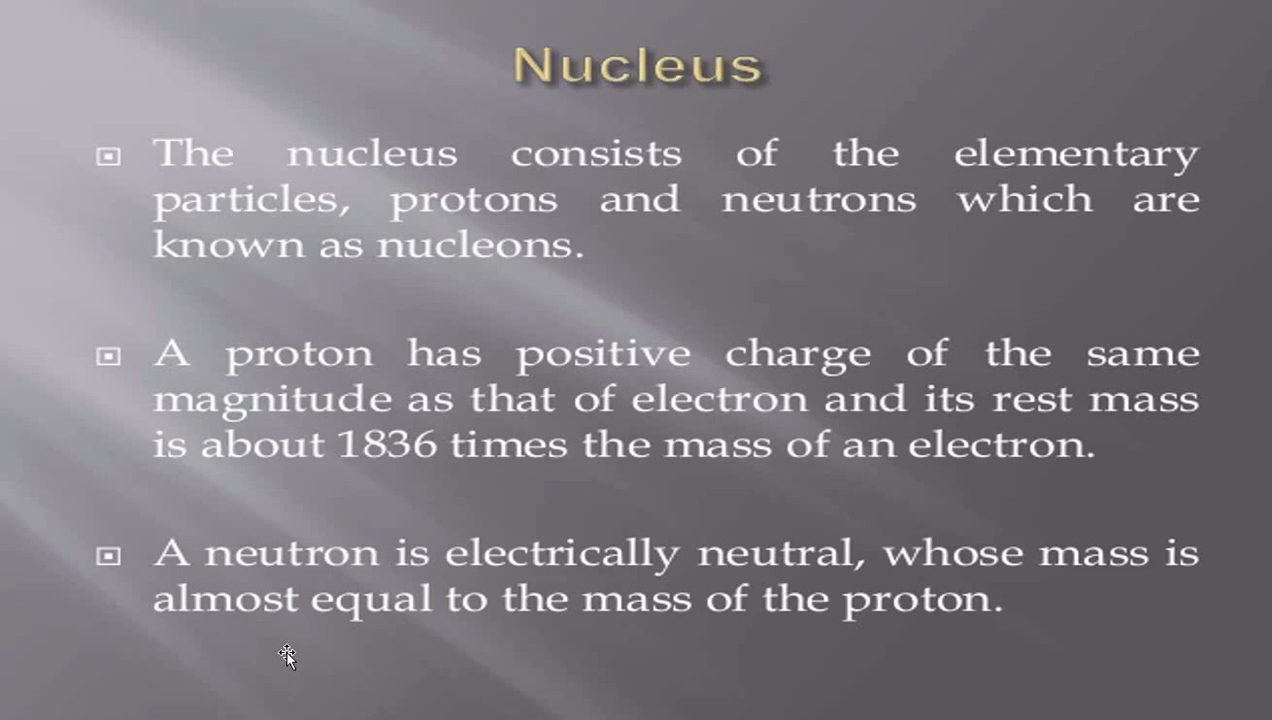 Nucleus
The nucleus consists of the elementary
particles, protons and neutrons which are
known as nucleons.
A proton has positive charge of the same
magnitude as that of electron and its rest mass
is about 1836 times the mass of an electron.
A neutron is electrically neutral, whose mass is
almost equal to the mass of the proton.